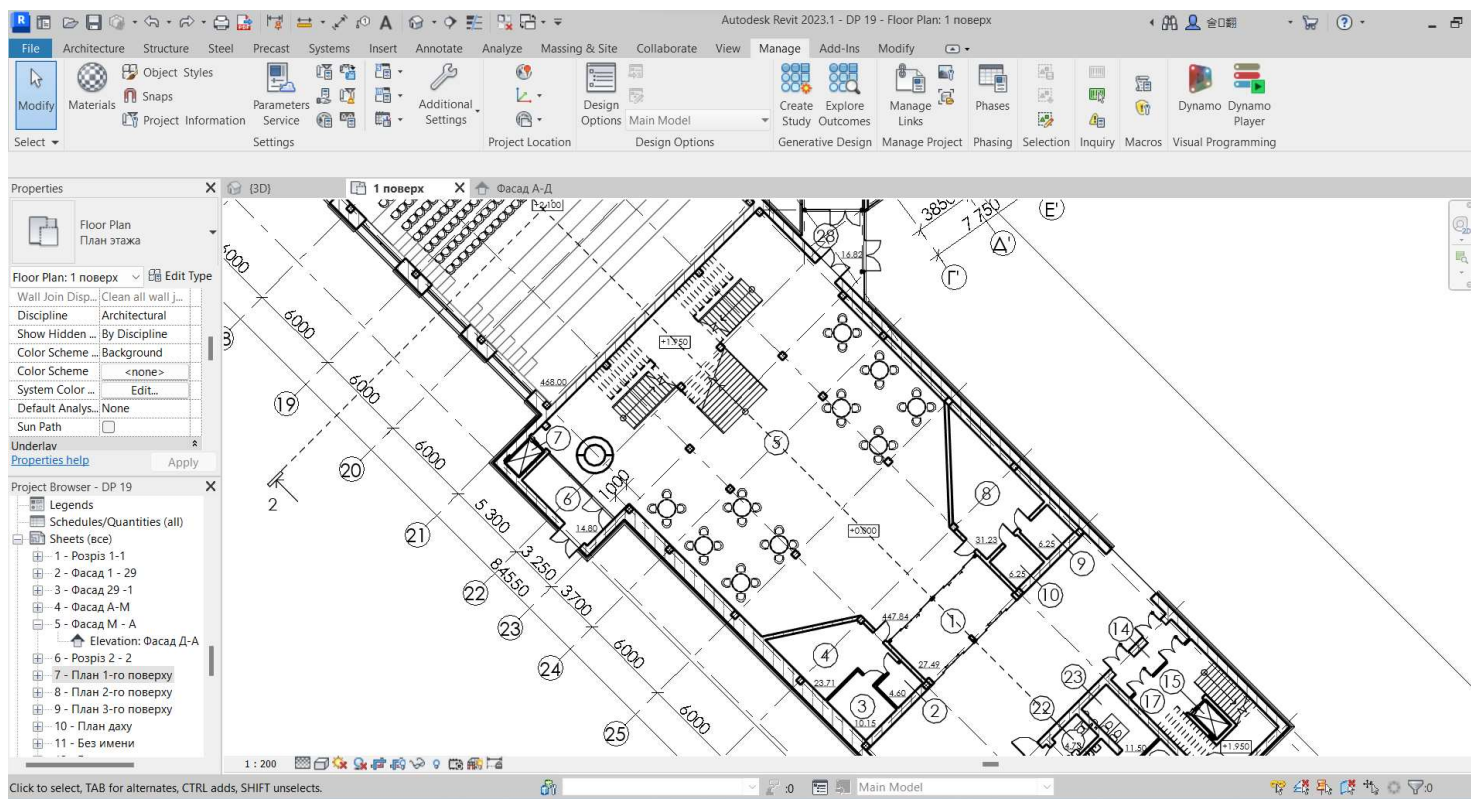 Autodesk Revit 2023.1 - DP 19 - Floor Plan: 1 поверх
File Architecture Structure Steel Precast Systems Insert Annotate Analyze Massing & Site Collaborate View Manage Add-Ins Modify
Modify
Materials
Object Styles
Snaps
Project Information
Parameters Service
Additional Settings
Design Options
Main Model
Create Study
Explore Outcomes
Manage Links
Phases
Dynamo
Dynamo Player
Select
Settings
Project Location
Design Options
Generative Design
Manage Project
Phasing
Selection
Inquiry
Macros
Visual Programming
Properties X
{3D}
1 поверх X
Фасад А-Д
Floor Plan
План этажа
Floor Plan: 1 поверх
Edit Type
Wall Join Disp... Clean all wall j...
Discipline Architectural
Show Hidden ... By Discipline
Color Scheme ... Background
Color Scheme <none>
System Color ... Edit...
Default Analys... None
Sun Path
Underlay
Properties help Apply
Project Browser - DP 19 X
Legends
Schedules/Quantities (all)
Sheets (все)
1 - Розріз 1-1
2 - Фасад 1 - 29
3 - Фасад 29 -1
4 - Фасад А-М
5 - Фасад М - А
Elevation: Фасад Д-А
6 - Розріз 2 - 2
7 - План 1-го поверху
8 - План 2-го поверху
9 - План 3-го поверху
10 - План даху
11 - Без имени
+2.100
3850
7 750
Е'
Д'
Г'
28
16.82
6000
6000
+1.950
468.00
19
6000
20
6000
2
7
6
1000
5
14.80
21
5 300
3 250
84550
22
3700
23
24
6000
25
6000
8
+0.800
31.23
6.25
9
6.25
10
447.84
1
4
27.49
23.71
4.60
3
2
10.15
14
23
15
17
22
4.73
11.50
+1.950
1 : 200
Click to select, TAB for alternates, CTRL adds, SHIFT unselects.
:0
Main Model
:0